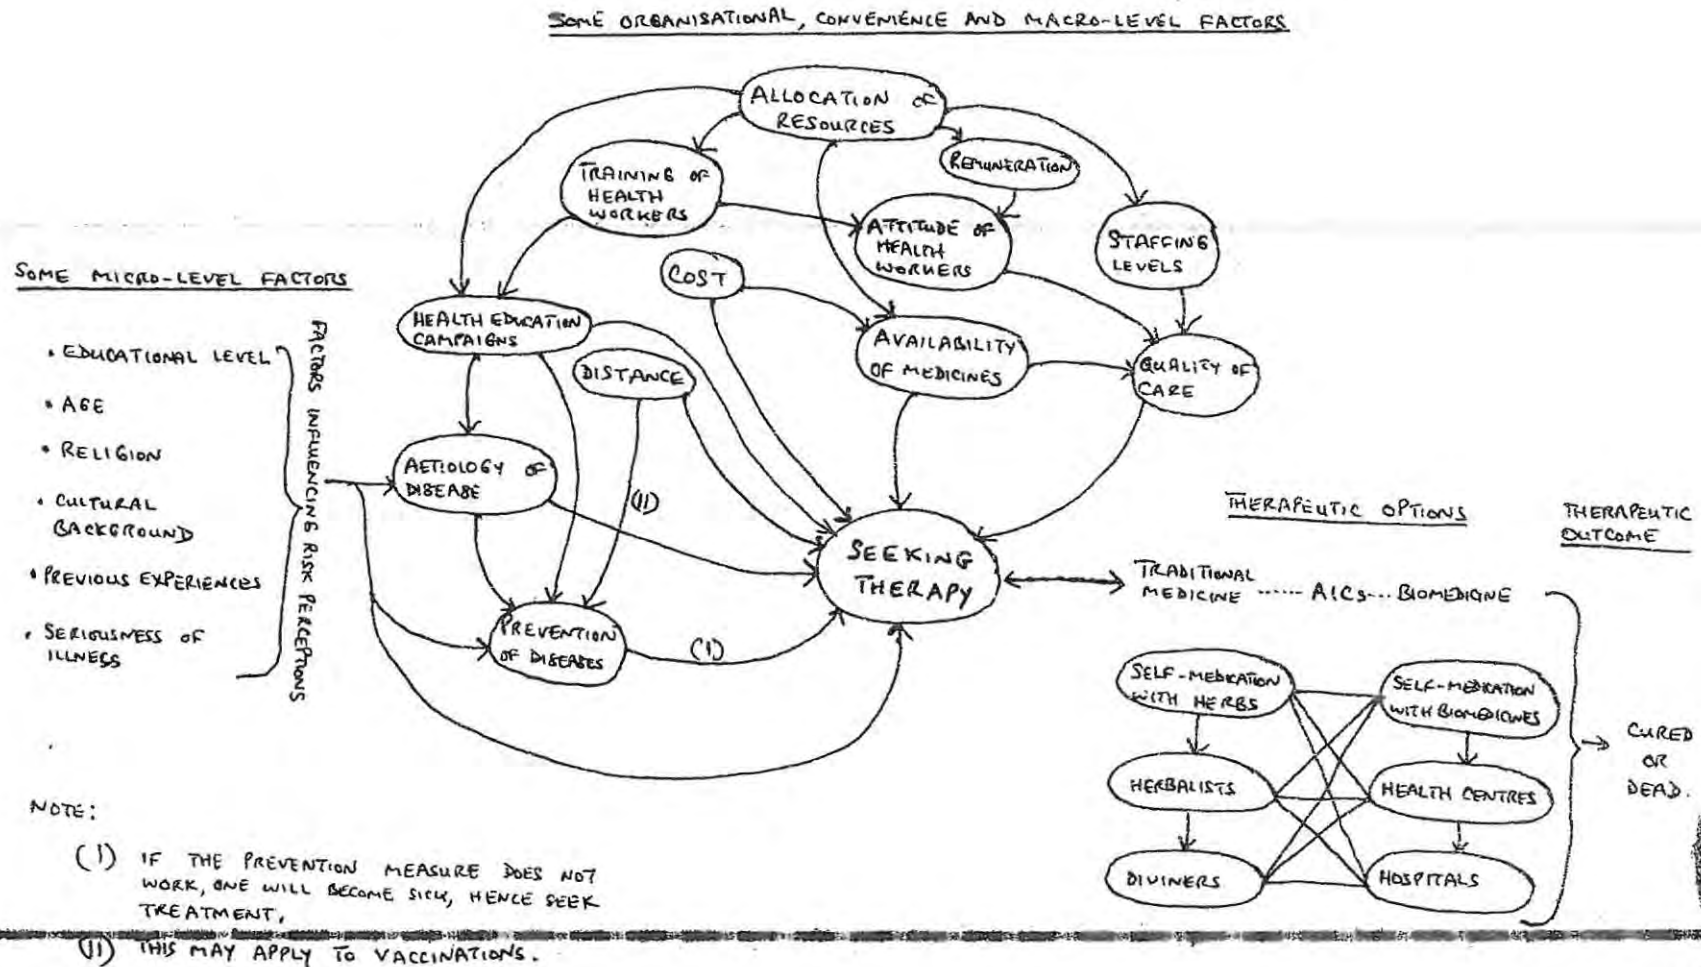 SOME ORGANISATIONAL, CONVENIENCE AND MACRO-LEVEL FACTORS
ALLOCATION OF
RESOURCES
REMUNERATION
TRAINING OF
HEALTH
WORKERS
ATTITUDE OF
HEALTH
WORKERS
STAFFING
LEVELS
COST
SOME MICRO-LEVEL FACTORS
HEALTH EDUCATION
CAMPAIGNS
AVAILABILITY
OF MEDICINES
QUALITY OF
CARE
DISTANCE
FACTORS INFLUENCING RISK PERCEPTIONS
• EDUCATIONAL LEVEL
• AGE
• RELIGION
• CULTURAL
BACKGROUND
• PREVIOUS EXPERIENCES
• SERIOUSNESS OF
ILLNESS
AETIOLOGY OF
DISEASE
(II)
SEEKING
THERAPY
PREVENTION
OF DISEASES
(I)
THERAPEUTIC OPTIONS
THERAPEUTIC
OUTCOME
TRADITIONAL
MEDICINE ...... AICs... BIOMEDICINE
SELF-MEDICATION
WITH HERBS
SELF-MEDICATION
WITH BIOMEDICINES
HERBALISTS
HEALTH CENTRES
DIVINERS
HOSPITALS
CURED
OR
DEAD.
NOTE:
(I) IF THE PREVENTION MEASURE DOES NOT
WORK, ONE WILL BECOME SICK, HENCE SEEK
TREATMENT.
(II) THIS MAY APPLY TO VACCINATIONS.